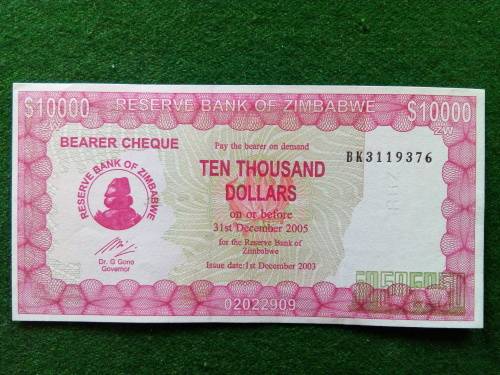 $10000 RESERVE BANK OF ZIMBABWE $10000
ZW
BEARER CHEQUE
Pay the bearer on demand
BK3119376
TEN THOUSAND
DOLLARS
RESERVE BANK OF ZIMBABWE
on or before
31st December 2005
for the Reserve Bank of
Zimbabwe
Dr. G Gono
Governor
Issue date:1st December 2003
02022909